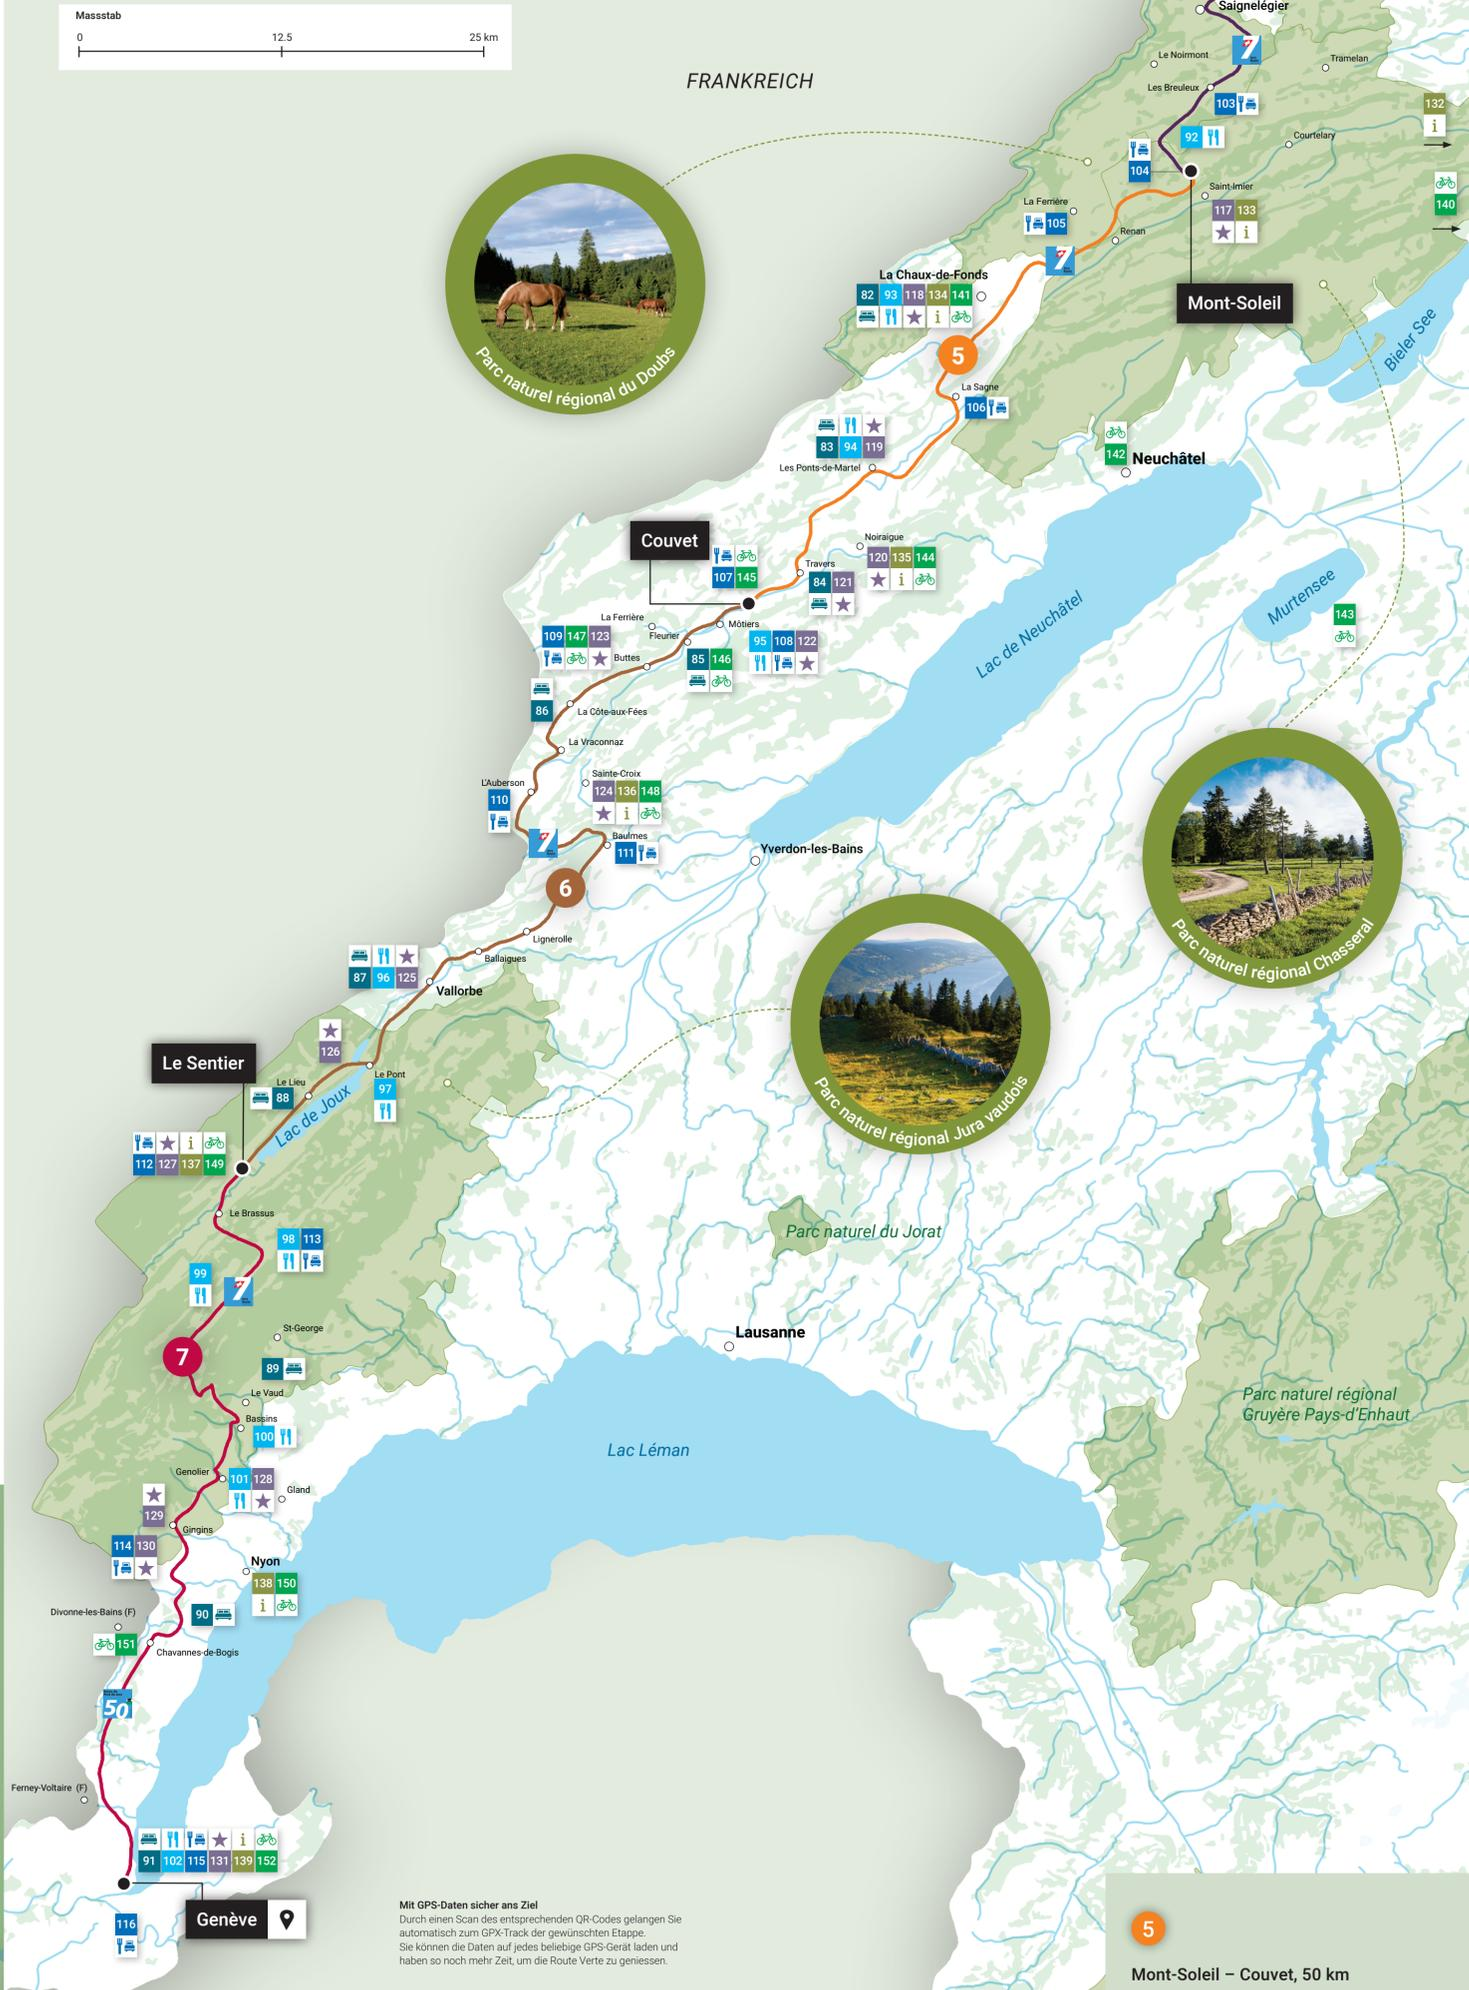 Massstab
0 12.5 25 km
FRANKREICH
Saignelégier
7
Le Noirmont
Tramelan
Les Breuleux
103
132
i
92
Courtelary
104
140
Saint-Imier
117 133
i
La Ferrière
105
Renan
7
Mont-Soleil
La Chaux-de-Fonds
82 93 118 134 141
i
Parc naturel régional du Doubs
5
Bieler See
La Sagne
106
83 94 119
Les Ponts-de-Martel
142
Neuchâtel
Couvet
107 145
Noiraigue
120 135 144
i
Travers
84 121
Murtensee
143
Lac de Neuchâtel
La Ferrière
Môtiers
Fleurier
109 147 123
95 108 122
Buttes
85 146
86
La Côte-aux-Fées
La Vraconnaz
L'Auberson
110
Sainte-Croix
124 136 148
i
7
Baulmes
111
Yverdon-les-Bains
6
Parc naturel régional Chasseral
Lignerolle
Ballaigues
87 96 125
Vallorbe
126
Le Sentier
Le Pont
97
Le Lieu
88
Lac de Joux
Parc naturel régional Jura vaudois
i
112 127 137 149
Le Brassus
Parc naturel du Jorat
98 113
99
7
St-George
Lausanne
7
89
Le Vaud
Parc naturel régional
Gruyère Pays-d'Enhaut
Bassins
100
Lac Léman
Genolier
101 128
Gland
129
Gingins
114 130
Nyon
138 150
i
90
Divonne-les-Bains (F)
151
Chavannes-de-Bogis
50
Ferney-Voltaire (F)
i
91 102 115 131 139 152
Genève
116
Mit GPS-Daten sicher ans Ziel
Durch einen Scan des entsprechenden QR-Codes gelangen Sie
automatisch zum GPX-Track der gewünschten Etappe.
Sie können die Daten auf jedes beliebige GPS-Gerät laden und
haben so noch mehr Zeit, um die Route Verte zu geniessen.
5
Mont-Soleil – Couvet, 50 km